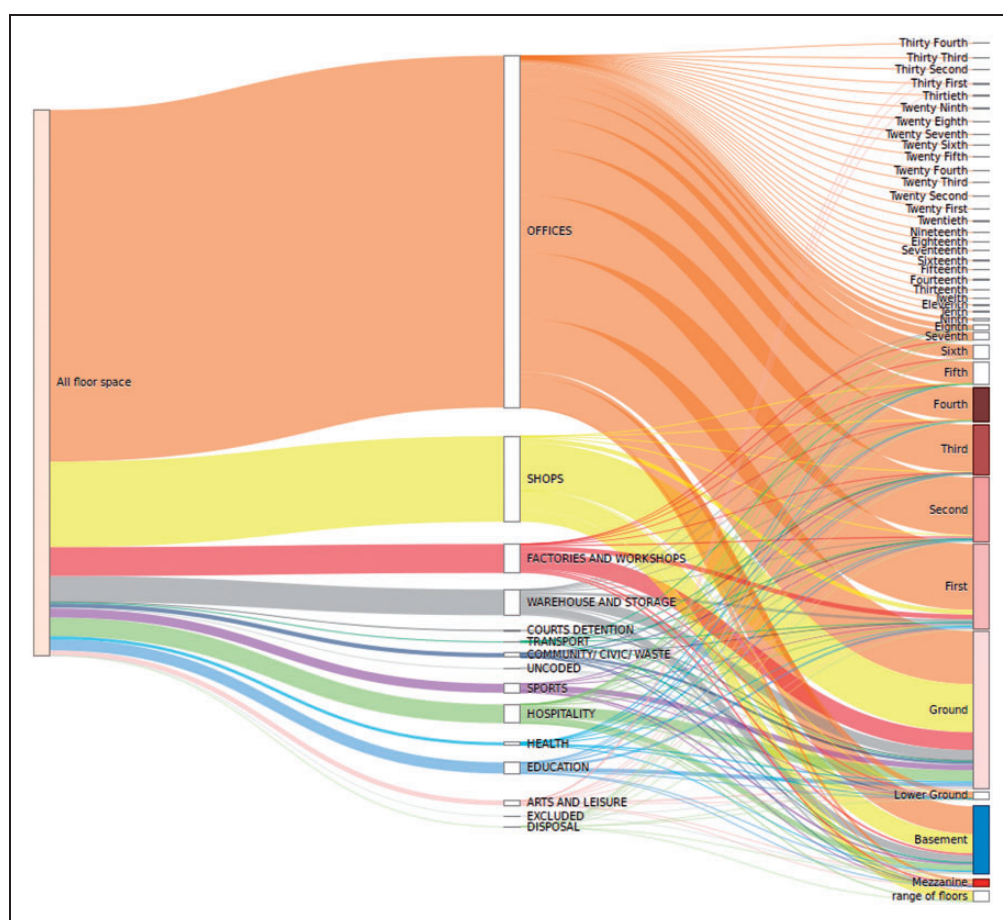 All floor space
OFFICES
SHOPS
FACTORIES AND WORKSHOPS
WAREHOUSE AND STORAGE
COURTS DETENTION
TRANSPORT
COMMUNITY/ CIVIC/ WASTE
UNCODED
SPORTS
HOSPITALITY
HEALTH
EDUCATION
ARTS AND LEISURE
EXCLUDED
DISPOSAL
Thirty Fourth
Thirty Third
Thirty Second
Thirty First
Thirtieth
Twenty Ninth
Twenty Eighth
Twenty Seventh
Twenty Sixth
Twenty Fifth
Twenty Fourth
Twenty Third
Twenty Second
Twenty First
Twentieth
Nineteenth
Eighteenth
Seventeenth
Sixteenth
Fifteenth
Fourteenth
Thirteenth
Eleventh
Tenth
Ninth
Eighth
Seventh
Sixth
Fifth
Fourth
Third
Second
First
Ground
Lower Ground
Basement
Mezzanine
range of floors